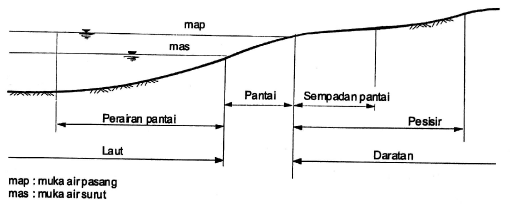 map
mas
Pantai
Sempadan pantai
Perairan pantai
Pesisir
Laut
Daratan
map : muka air pasang
mas : muka air surut